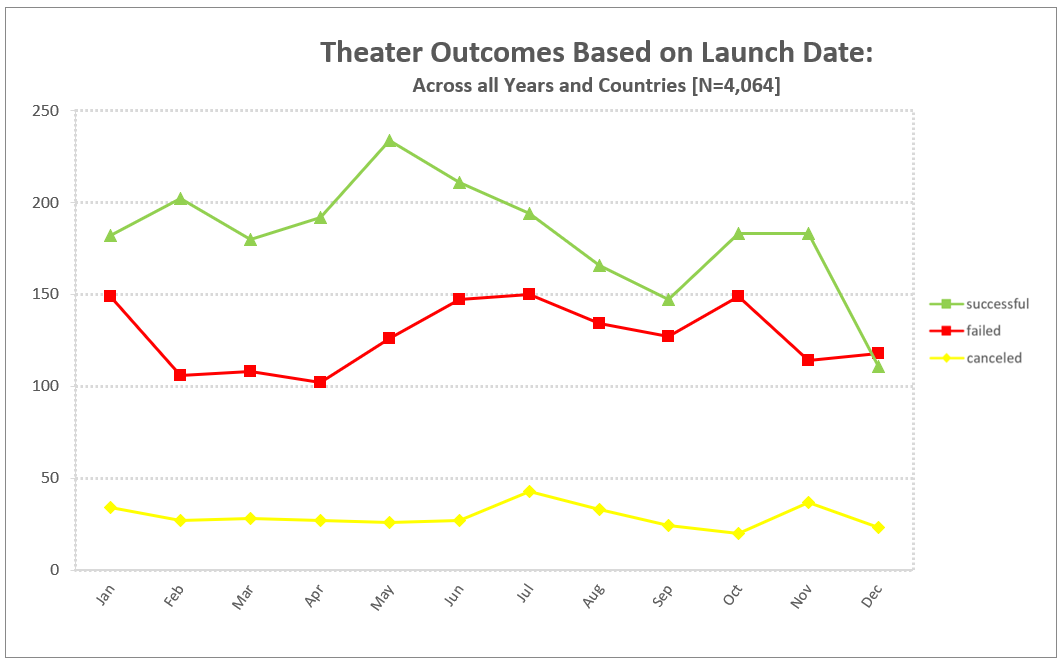 Theater Outcomes Based on Launch Date:
Across all Years and Countries [N=4,064]
250
200
150
100
50
0
Jan
Feb
Mar
Apr
May
Jun
Jul
Aug
Sep
Oct
Nov
Dec
successful
failed
canceled